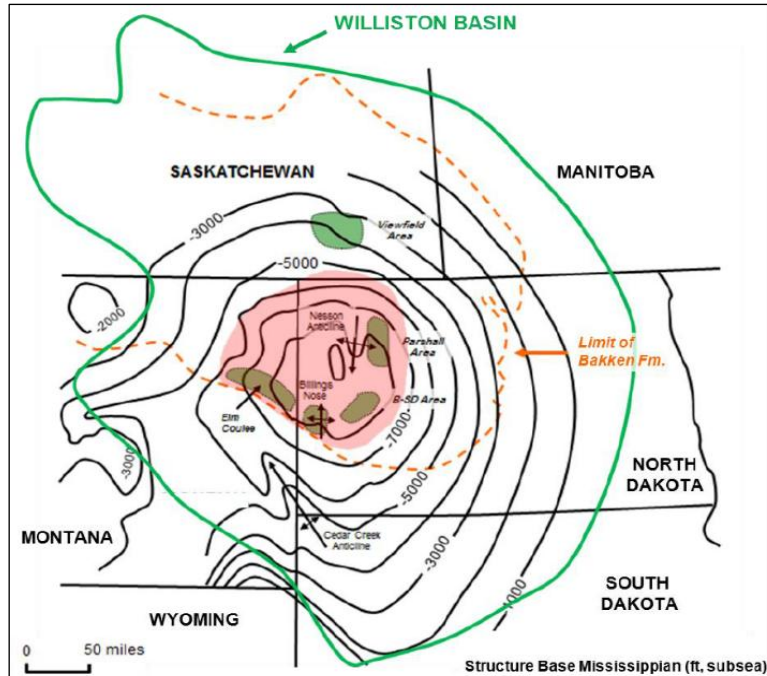 WILLISTON BASIN
SASKATCHEWAN
MANITOBA
-3000
Viewfield
Area
-5000
-2000
Nesson
Anticline
Parshall
Area
Limit of
Bakken Fm.
Billings
Nose
B-SD Area
Elm
Coulee
-7000
-3000
-5000
NORTH
DAKOTA
MONTANA
Cedar Creek
Anticline
-3000
SOUTH
DAKOTA
WYOMING
0 50 miles
Structure Base Mississippian (ft, subsea)